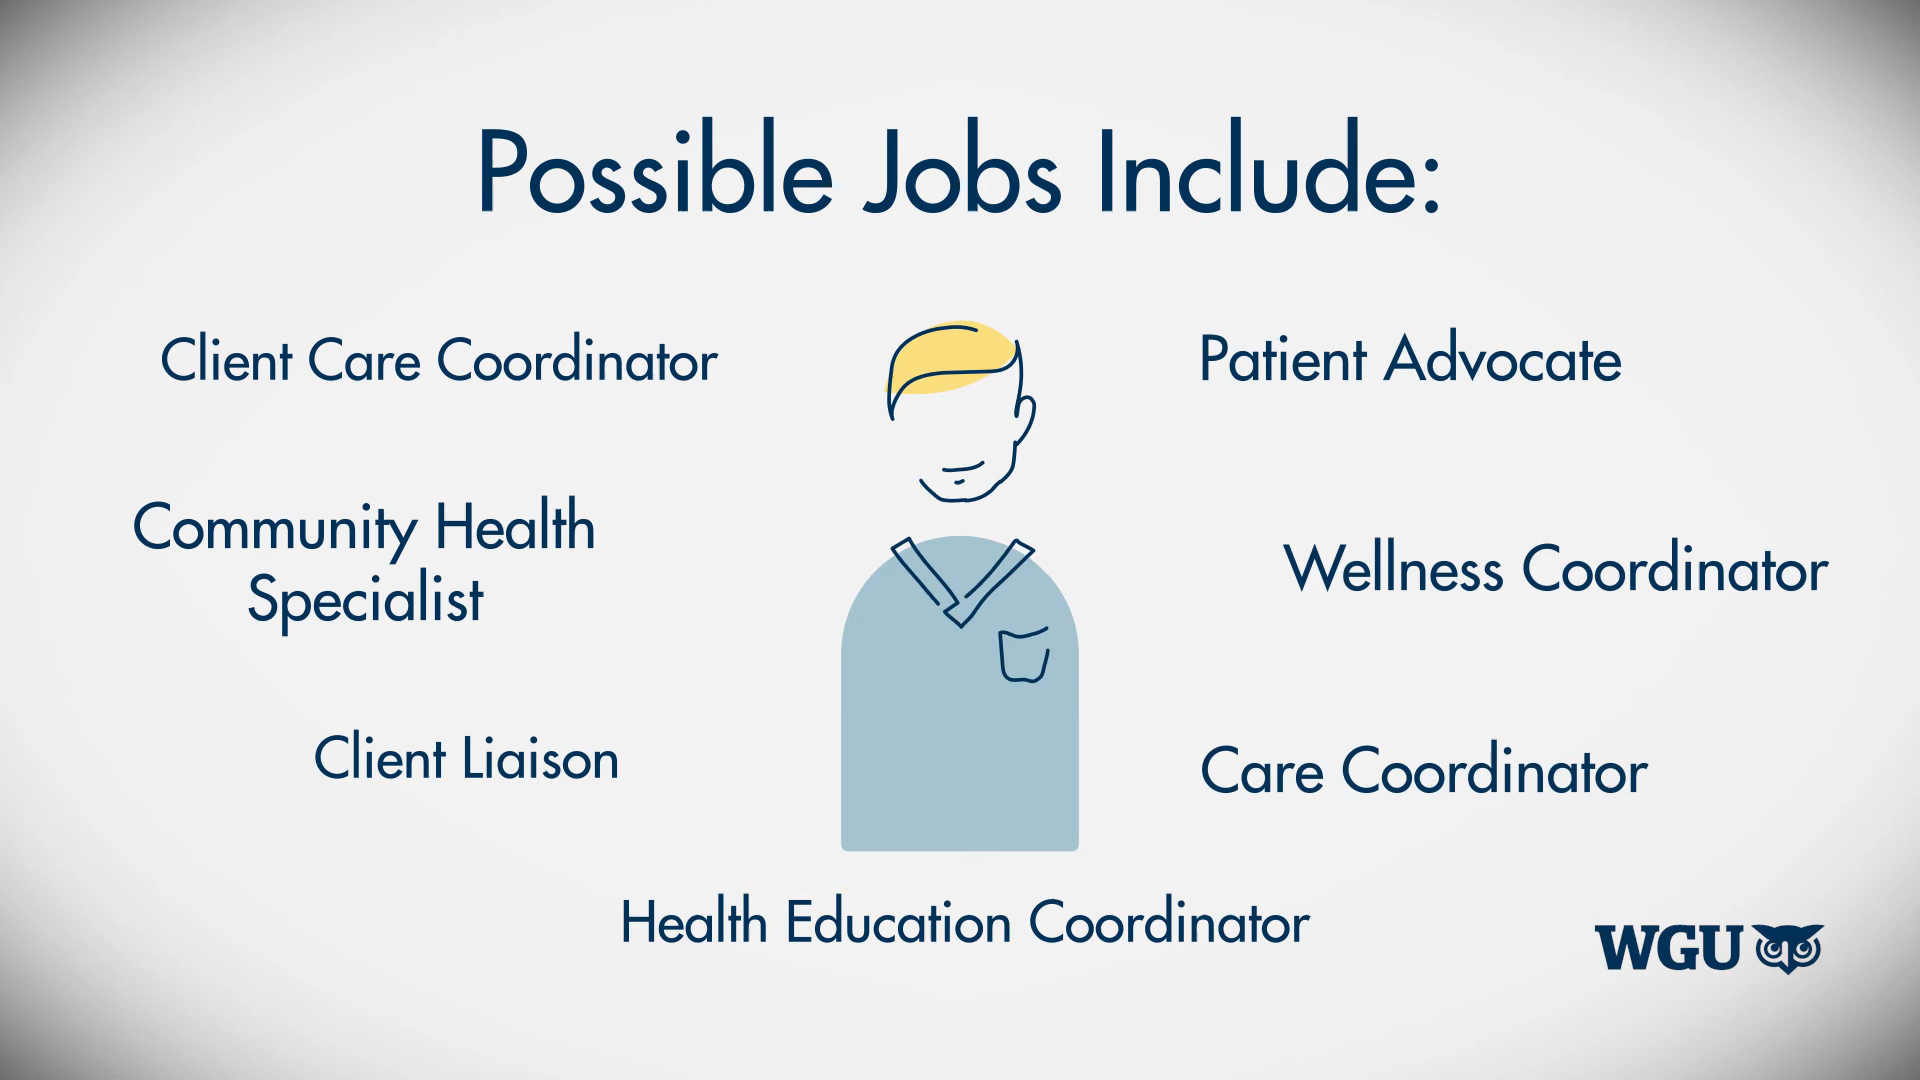 Possible Jobs Include:
Client Care Coordinator
Patient Advocate
Community Health
Specialist
Wellness Coordinator
Client Liaison
Care Coordinator
Health Education Coordinator
WGU